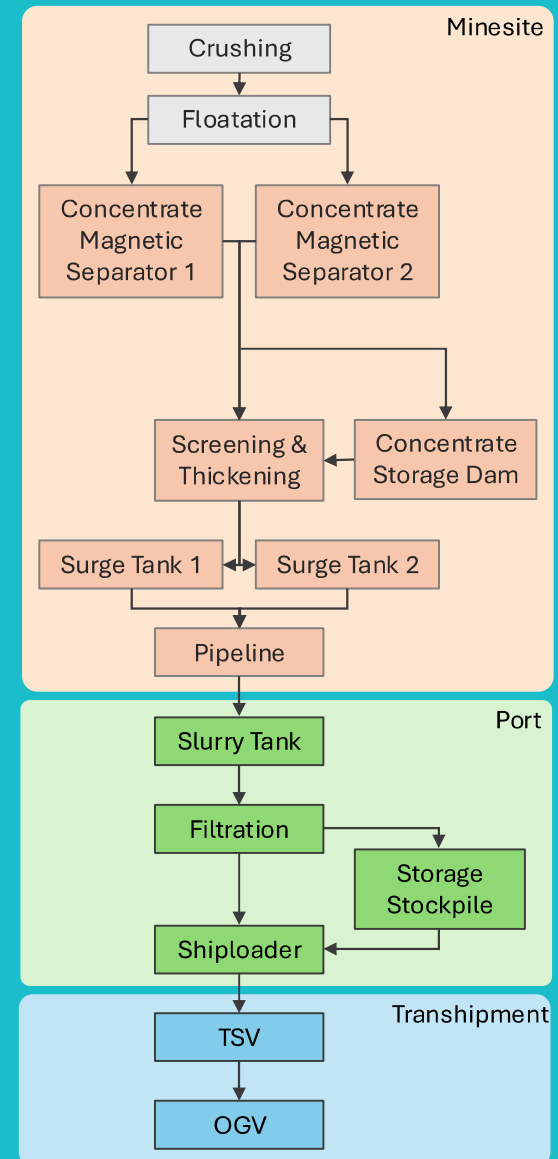 Minesite
Crushing
Floatation
Concentrate
Magnetic
Separator 1
Concentrate
Magnetic
Separator 2
Screening &
Thickening
Concentrate
Storage Dam
Surge Tank 1
Surge Tank 2
Pipeline
Port
Slurry Tank
Filtration
Storage
Stockpile
Shiploader
Transhipment
TSV
OGV